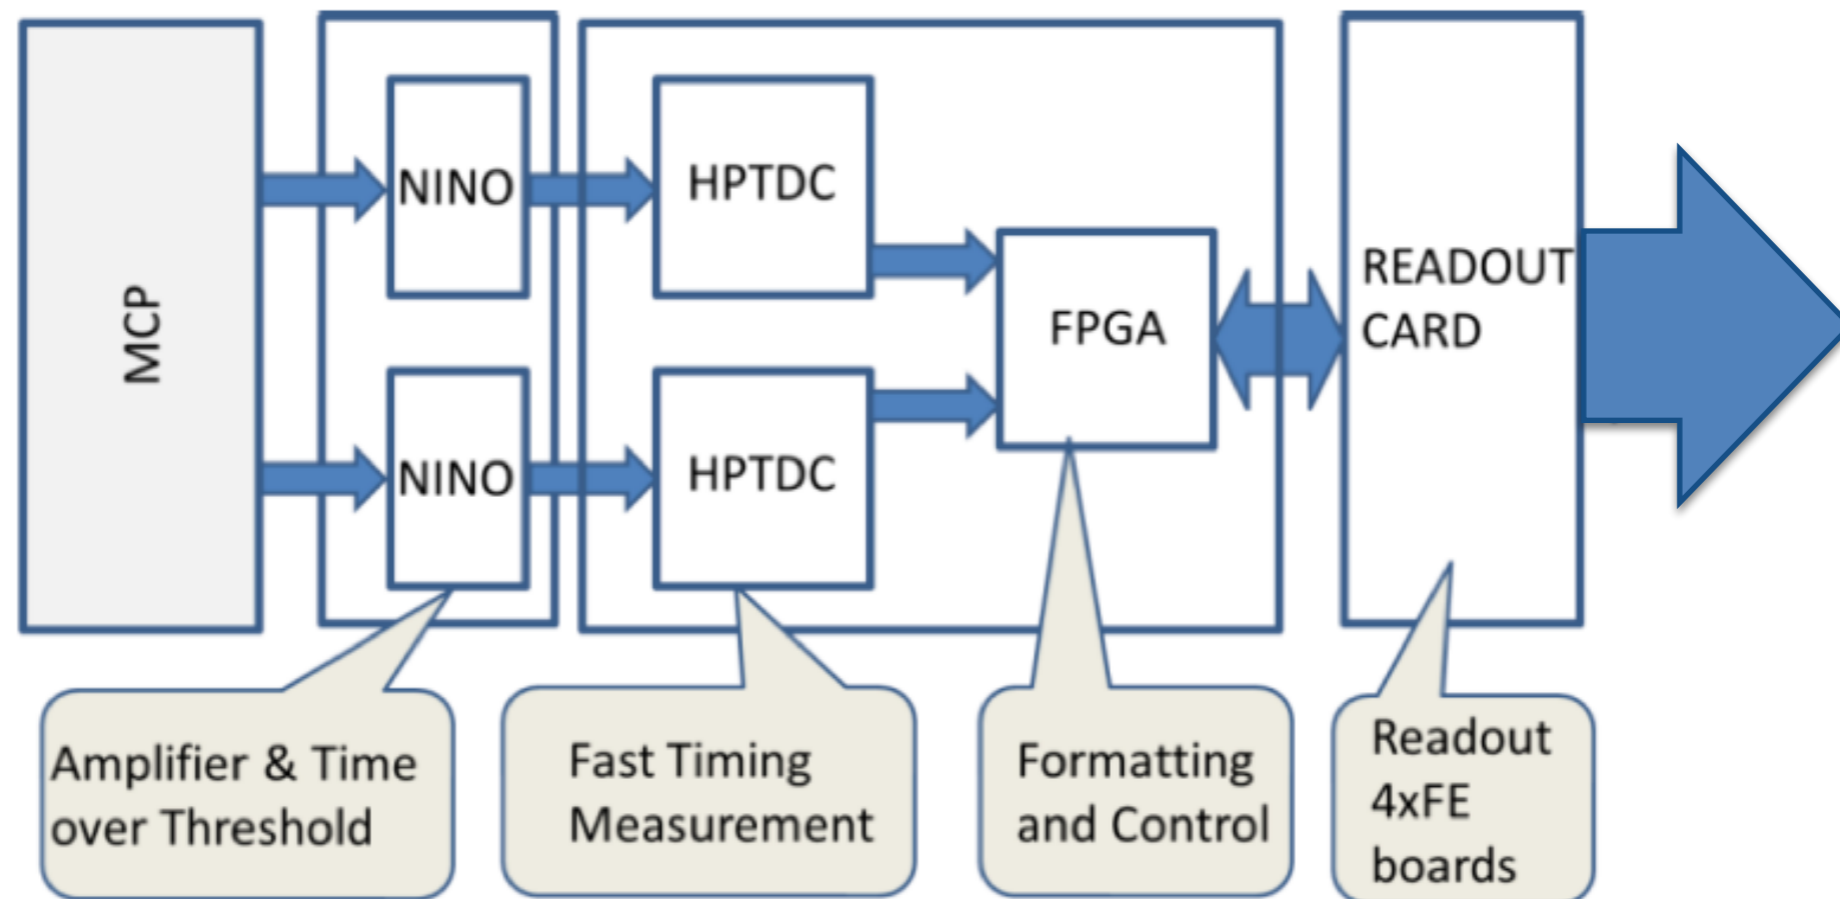 MCP
NINO
HPTDC
NINO
HPTDC
FPGA
READOUT
CARD
Amplifier & Time
over Threshold
Fast Timing
Measurement
Formatting
and Control
Readout
4xFE
boards